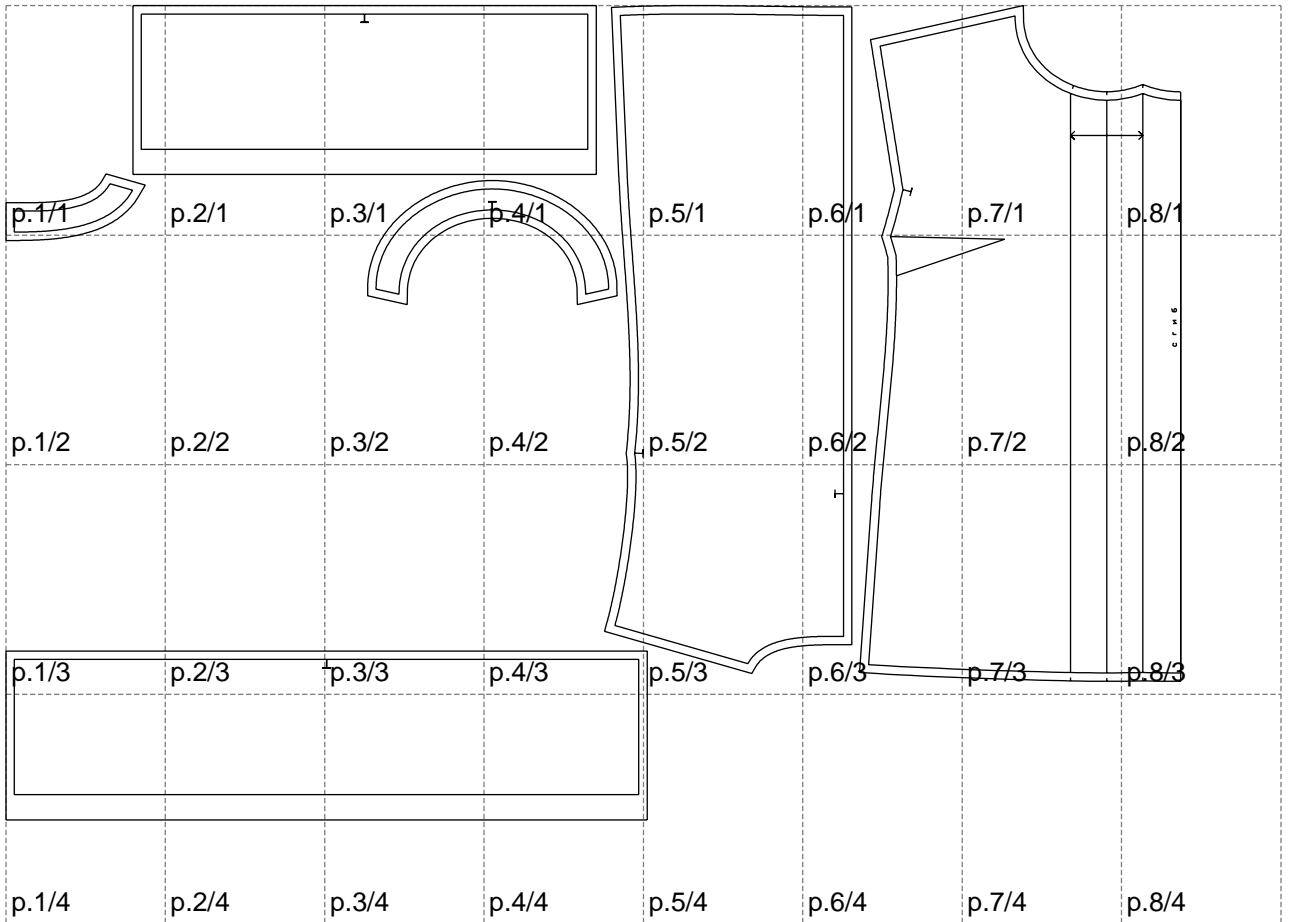 p.1/1 p.2/1 p.3/1 p.4/1 p.5/1 p.6/1 p.7/1 p.8/1
сгиб
p.1/2 p.2/2 p.3/2 p.4/2 p.5/2 p.6/2 p.7/2 p.8/2
p.1/3 p.2/3 p.3/3 p.4/3 p.5/3 p.6/3 p.7/3 p.8/3
p.1/4 p.2/4 p.3/4 p.4/4 p.5/4 p.6/4 p.7/4 p.8/4